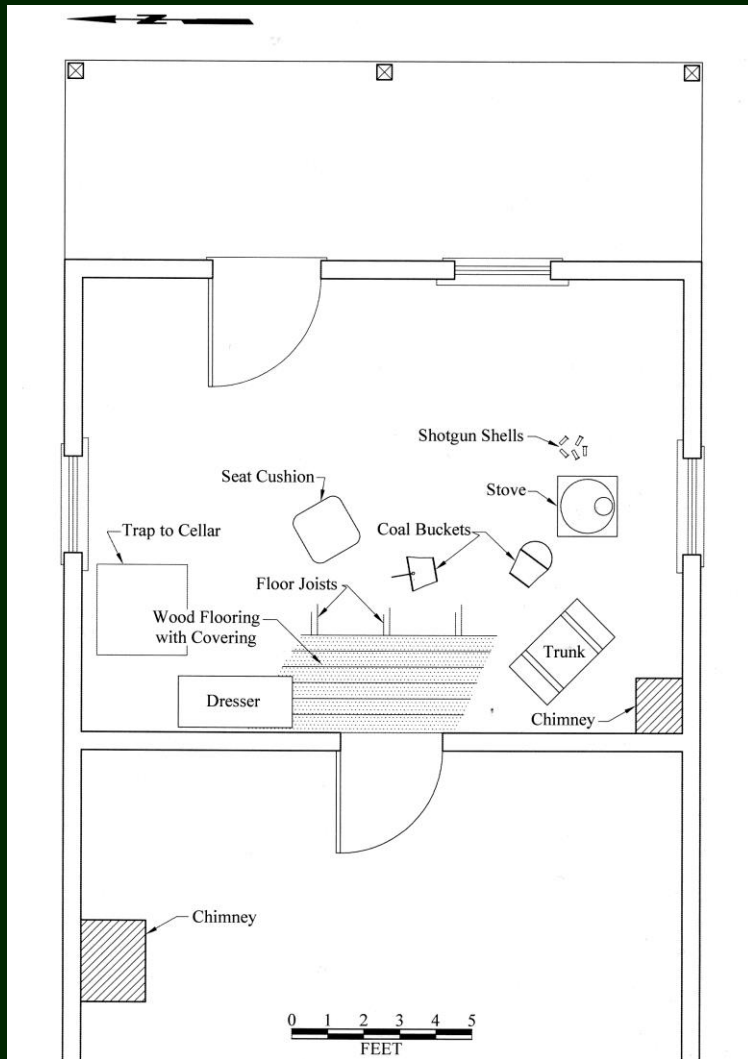 N
Shotgun Shells
Seat Cushion
Stove
Trap to Cellar
Coal Buckets
Floor Joists
Wood Flooring
with Covering
Trunk
Dresser
Chimney
Chimney
0 1 2 3 4 5
FEET